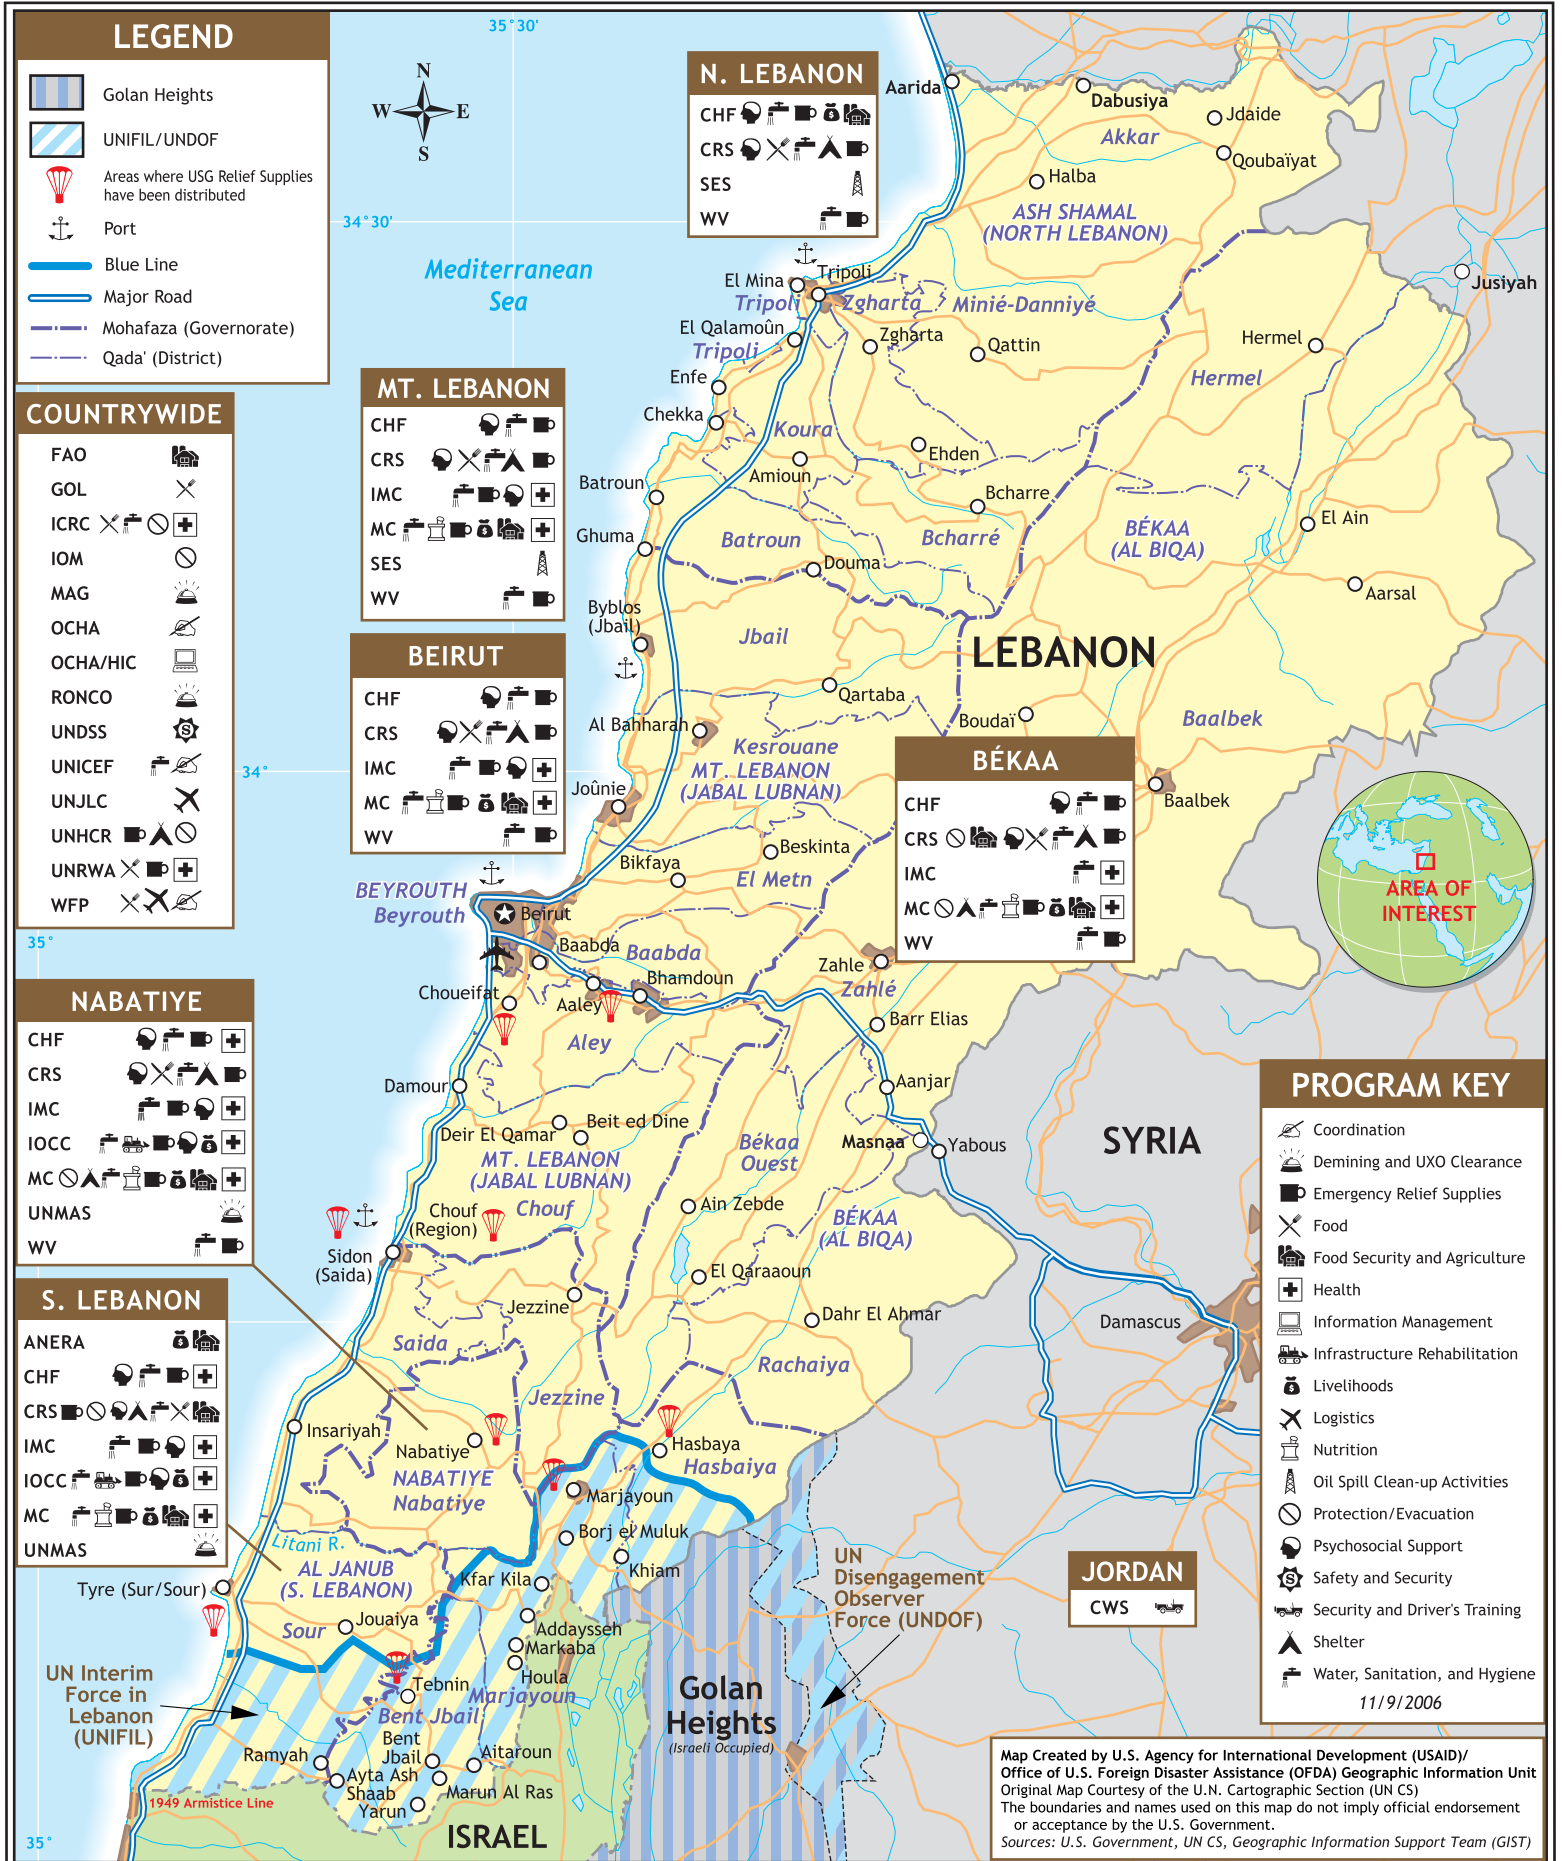 LEGEND
Golan Heights
UNIFIL/UNDOF
Areas where USG Relief Supplies
have been distributed
Port
Blue Line
Major Road
Mohafaza (Governorate)
Qada' (District)
COUNTRYWIDE
FAO
GOL
ICRC
IOM
MAG
OCHA
OCHA/HIC
RONCO
UNDSS
UNICEF
UNJLC
UNHCR
UNRWA
WFP
NABATIYE
CHF
CRS
IMC
IOCC
MC
UNMAS
WV
S. LEBANON
ANERA
CHF
CRS
IMC
IOCC
MC
UNMAS
MT. LEBANON
CHF
CRS
IMC
MC
SES
WV
BEIRUT
CHF
CRS
IMC
MC
WV
N. LEBANON
CHF
CRS
SES
WV
BÉKAA
CHF
CRS
IMC
MC
WV
JORDAN
CWS
PROGRAM KEY
Coordination
Demining and UXO Clearance
Emergency Relief Supplies
Food
Food Security and Agriculture
Health
Information Management
Infrastructure Rehabilitation
Livelihoods
Logistics
Nutrition
Oil Spill Clean-up Activities
Protection/Evacuation
Psychosocial Support
Safety and Security
Security and Driver's Training
Shelter
Water, Sanitation, and Hygiene
11/9/2006
35°30'
34°30'
34°
35°
35°
N
W E
S
Mediterranean
Sea
Aarida
Dabusiya
Akkar
Jdaide
Qoubaïyat
Halba
ASH SHAMAL
(NORTH LEBANON)
Jusiyah
El Mina
Tripoli
Tripoli
Zgharta
Minié-Danniyé
El Qalamoûn
Tripoli
Zgharta
Qattin
Hermel
Hermel
Enfe
Chekka
Koura
Ehden
Amioun
Batroun
Bcharre
El Ain
Ghuma
Batroun
Bcharré
BÉKAA
(AL BIQA)
Douma
Aarsal
Byblos
(Jbail)
Jbail
LEBANON
Qartaba
Boudaï
Baalbek
Al Bahharah
Kesrouane
MT. LEBANON
(JABAL LUBNAN)
Joûnie
Baalbek
Beskinta
Bikfaya
El Metn
BEYROUTH
Beyrouth
Beirut
Baabda
Baabda
Bhamdoun
Zahle
Zahlé
Choueifat
Aaley
Barr Elias
Aley
Damour
Aanjar
Beit ed Dine
Deir El Qamar
Masnaa
Yabous
Békaa
Ouest
MT. LEBANON
(JABAL LUBNAN)
Chouf
Chouf
(Region)
Ain Zebde
BÉKAA
(AL BIQA)
Sidon
(Saida)
El Qaraaoun
Jezzine
Dahr El Ahmar
Saida
Rachaiya
Jezzine
Insariyah
Nabatiye
Hasbaya
Hasbaiya
NABATIYE
Nabatiye
Marjayoun
Litani R.
Borj el Muluk
AL JANUB
(S. LEBANON)
Khiam
Kfar Kila
Tyre (Sur/Sour)
Jouaiya
Sour
Addaysseh
Markaba
Houla
Tebnin
Marjayoun
Bent Jbail
UN Interim
Force in
Lebanon
(UNIFIL)
Ramyah
Bent
Jbail
Aitaroun
Ayta Ash
Shaab
Marun Al Ras
Yarun
1949 Armistice Line
ISRAEL
Golan
Heights
(Israeli Occupied)
UN
Disengagement
Observer
Force (UNDOF)
SYRIA
Damascus
AREA OF
INTEREST
Map Created by U.S. Agency for International Development (USAID)/
Office of U.S. Foreign Disaster Assistance (OFDA) Geographic Information Unit
Original Map Courtesy of the U.N. Cartographic Section (UN CS)
The boundaries and names used on this map do not imply official endorsement
or acceptance by the U.S. Government.
Sources: U.S. Government, UN CS, Geographic Information Support Team (GIST)